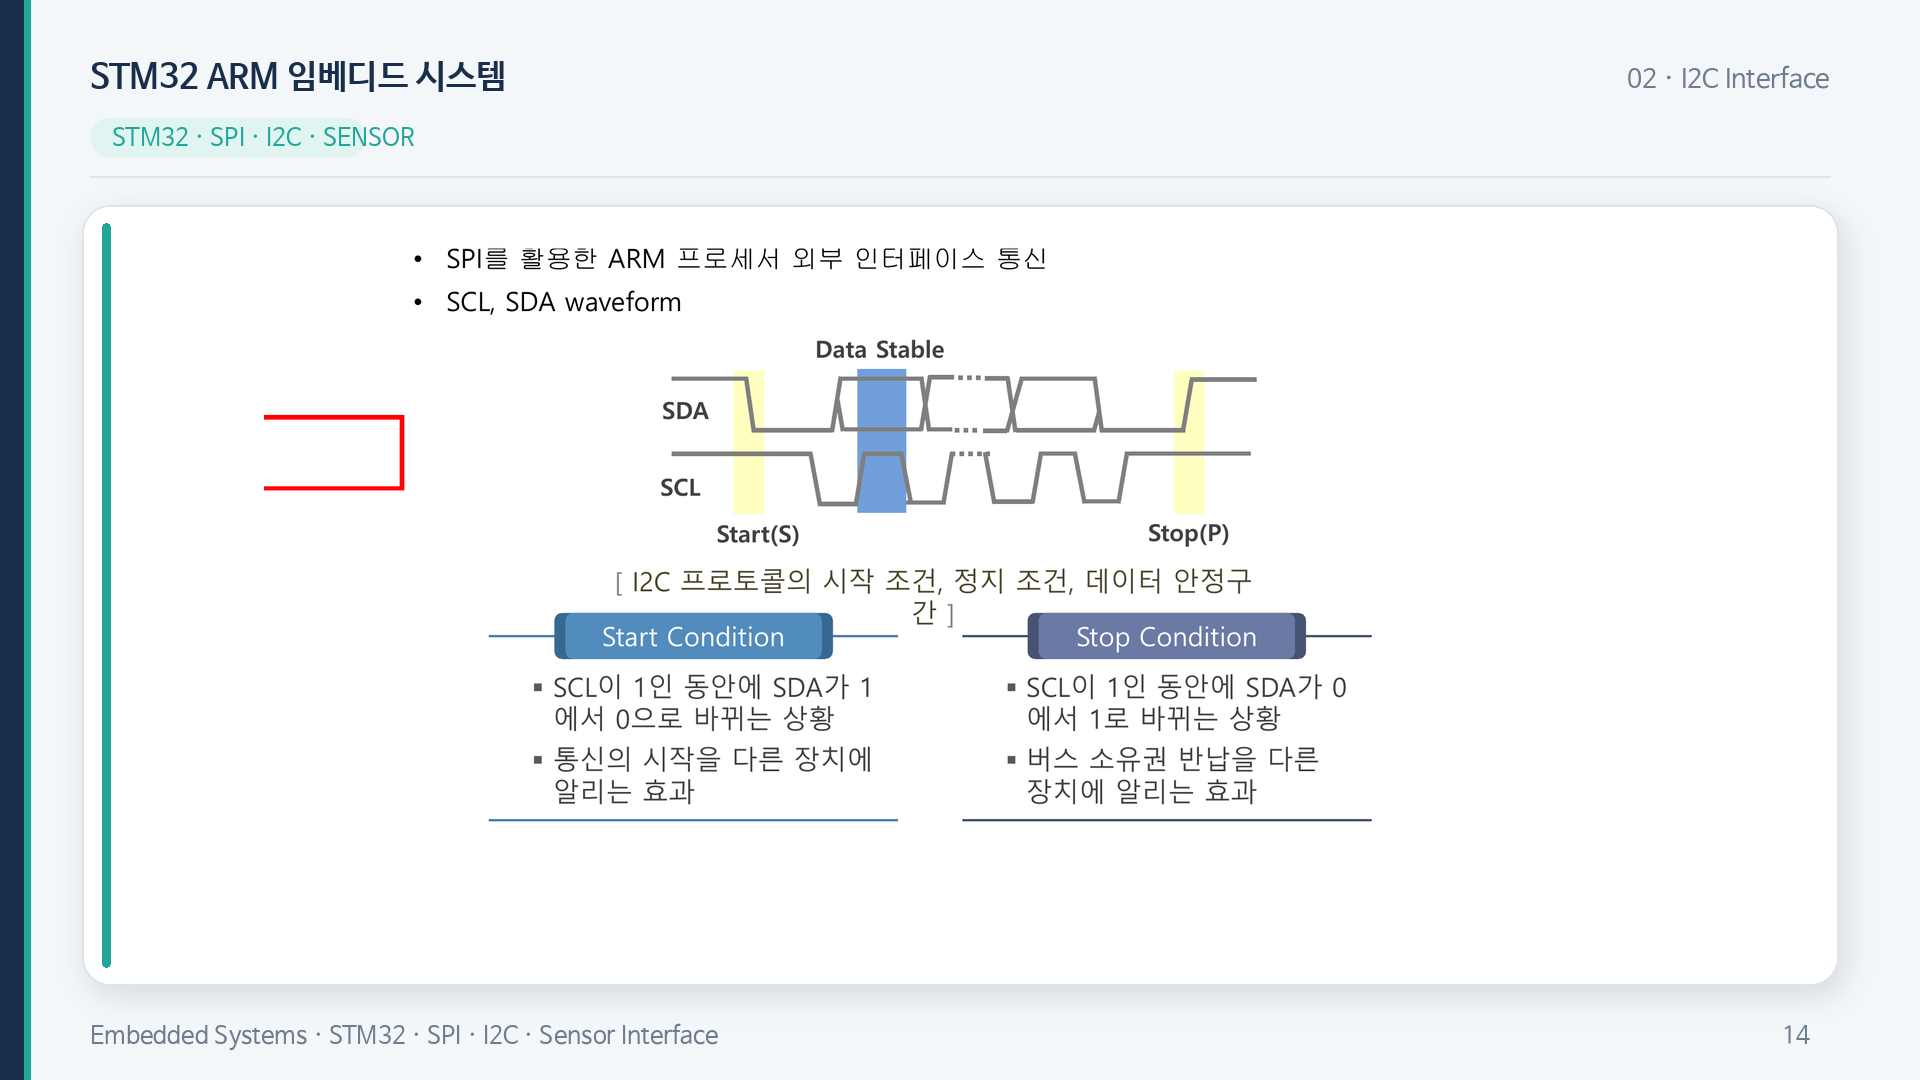 STM32 ARM 임베디드 시스템
02 · I2C Interface
STM32 · SPI · I2C · SENSOR
• SPI를 활용한 ARM 프로세서 외부 인터페이스 통신
• SCL, SDA waveform
Data Stable
SDA
SCL
Start(S)
Stop(P)
[ I2C 프로토콜의 시작 조건, 정지 조건, 데이터 안정구
간 ]
Start Condition
▪ SCL이 1인 동안에 SDA가 1
에서 0으로 바뀌는 상황
▪ 통신의 시작을 다른 장치에
알리는 효과
Stop Condition
▪ SCL이 1인 동안에 SDA가 0
에서 1로 바뀌는 상황
▪ 버스 소유권 반납을 다른
장치에 알리는 효과
Embedded Systems · STM32 · SPI · I2C · Sensor Interface
14